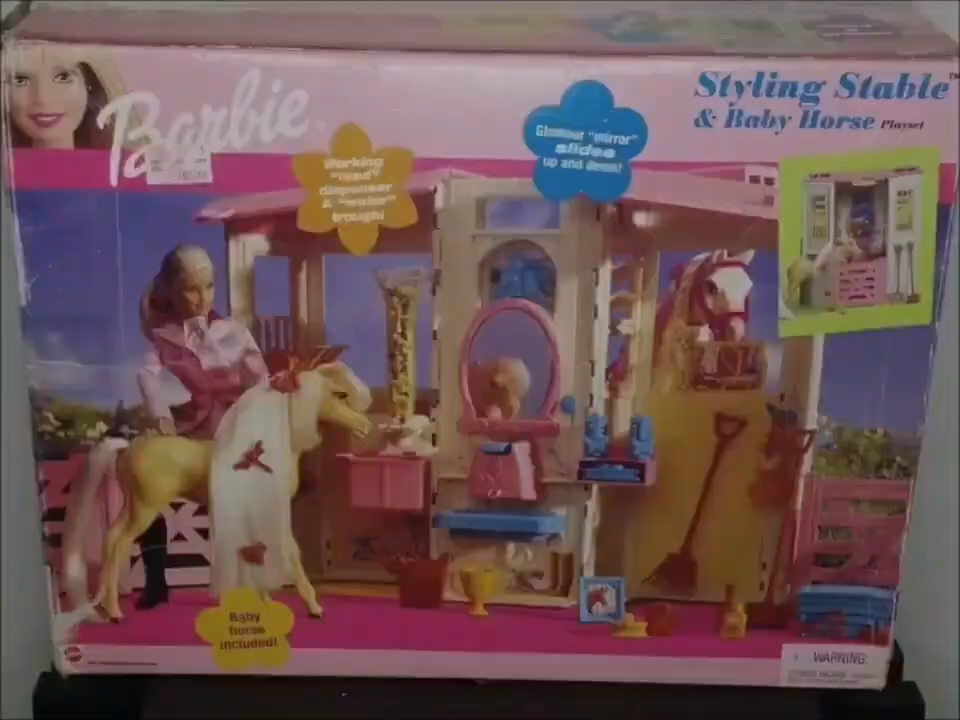 Barbie
Styling Stable™
& Baby Horse Playset
Working
"feed"
dispenser
& "water"
trough!
Glamour "mirror"
slides
up and down!
Baby
horse
included!
WARNING: